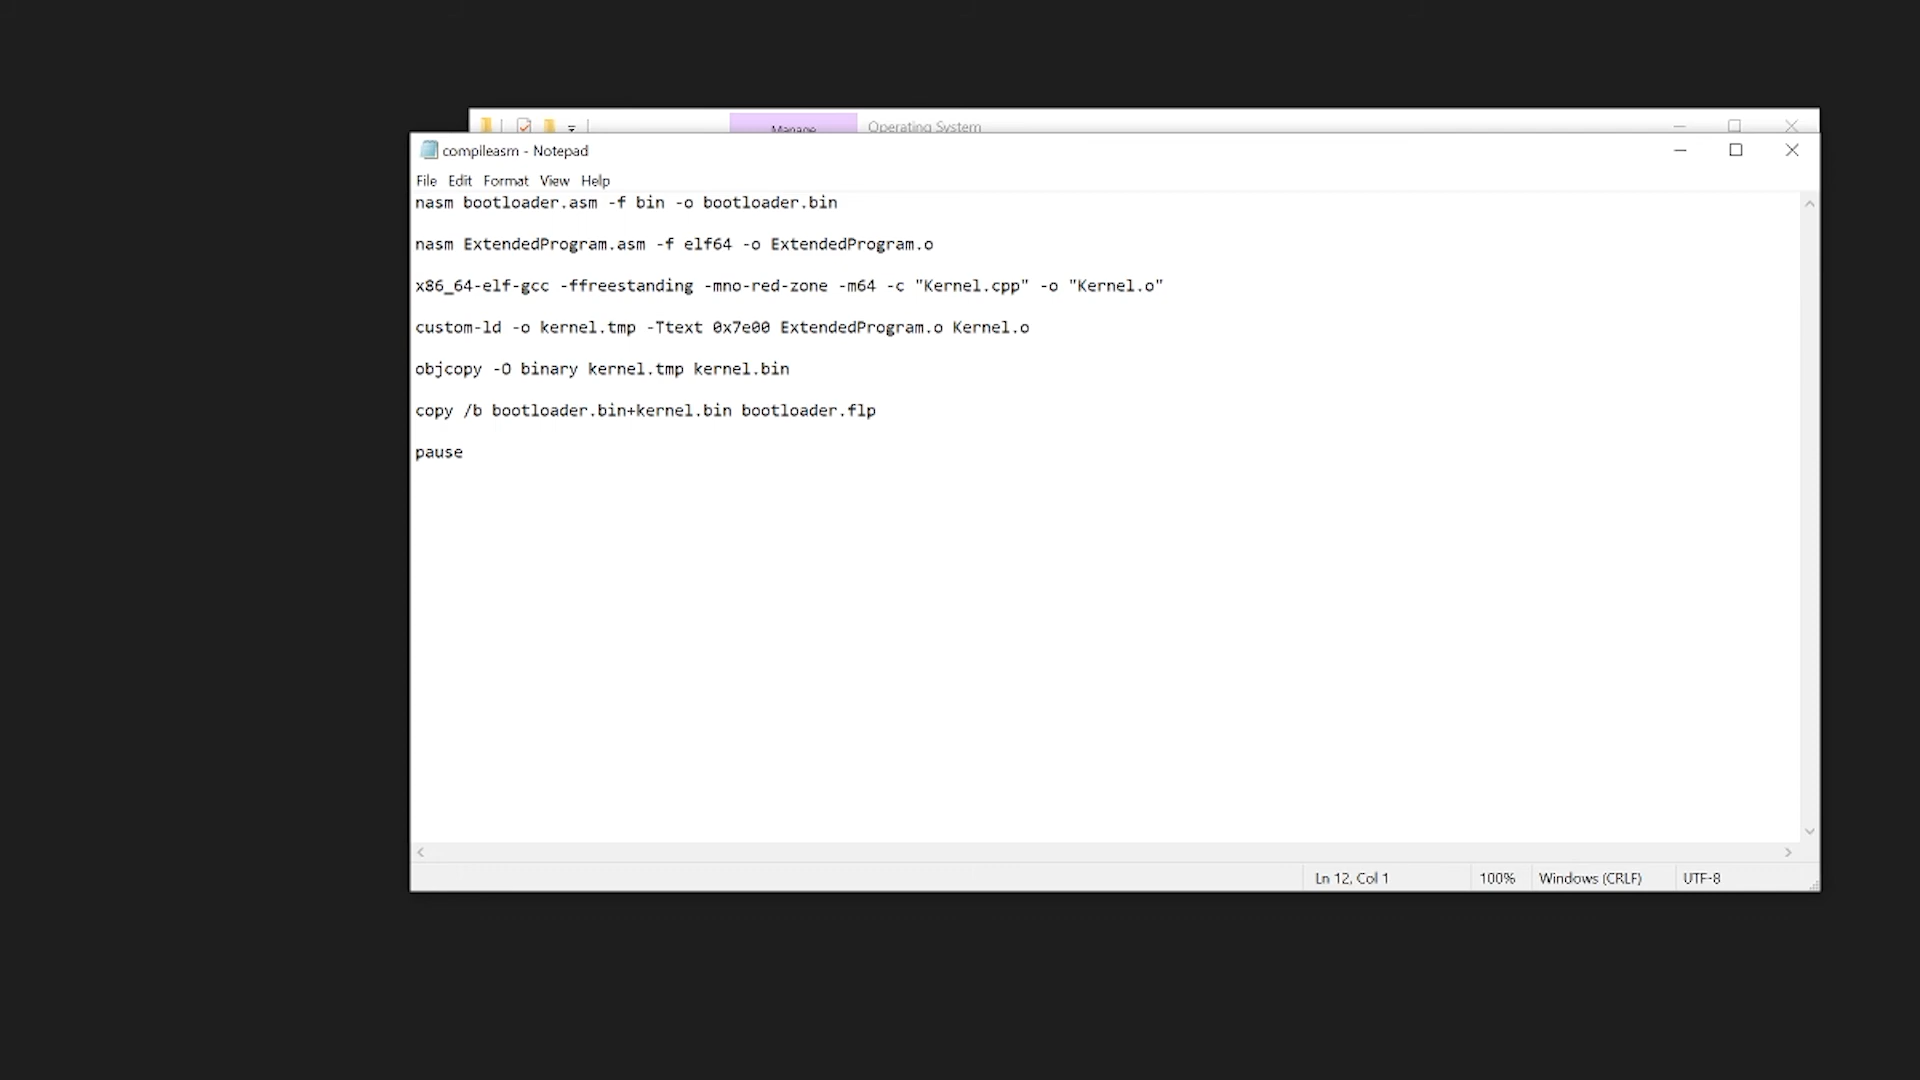 Manage
Operating System
compileasm - Notepad
File Edit Format View Help
nasm bootloader.asm -f bin -o bootloader.bin
nasm ExtendedProgram.asm -f elf64 -o ExtendedProgram.o
x86_64-elf-gcc -ffreestanding -mno-red-zone -m64 -c "Kernel.cpp" -o "Kernel.o"
custom-ld -o kernel.tmp -Ttext 0x7e00 ExtendedProgram.o Kernel.o
objcopy -O binary kernel.tmp kernel.bin
copy /b bootloader.bin+kernel.bin bootloader.flp
pause
Ln 12, Col 1 100% Windows (CRLF) UTF-8